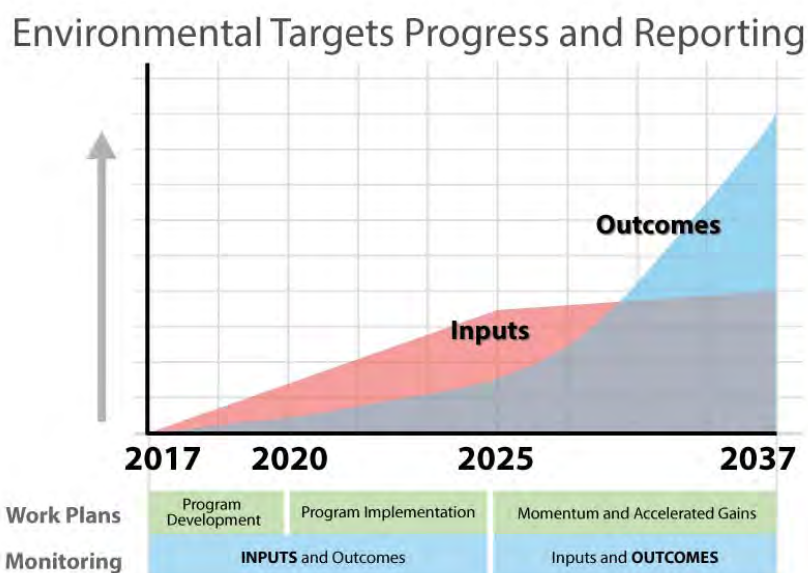 Environmental Targets Progress and Reporting
Outcomes
Inputs
2017 2020 2025 2037
Work Plans
Program
Development
Program Implementation
Momentum and Accelerated Gains
Monitoring
INPUTS and Outcomes
Inputs and OUTCOMES